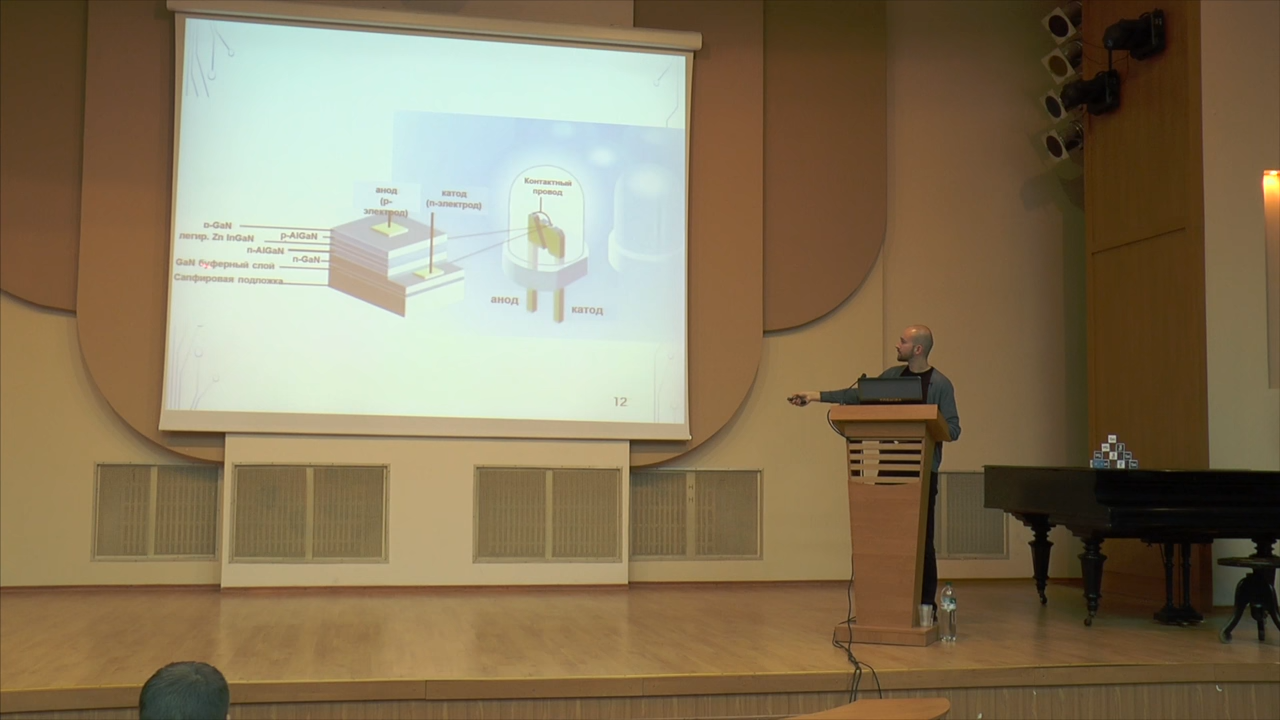 анод
(p-
электрод)
катод
(n-электрод)
Контактный
провод
p-GaN
легир. Zn InGaN
p-AlGaN
n-AlGaN
n-GaN
GaN буферный слой
Сапфировая подложка
анод
катод
12